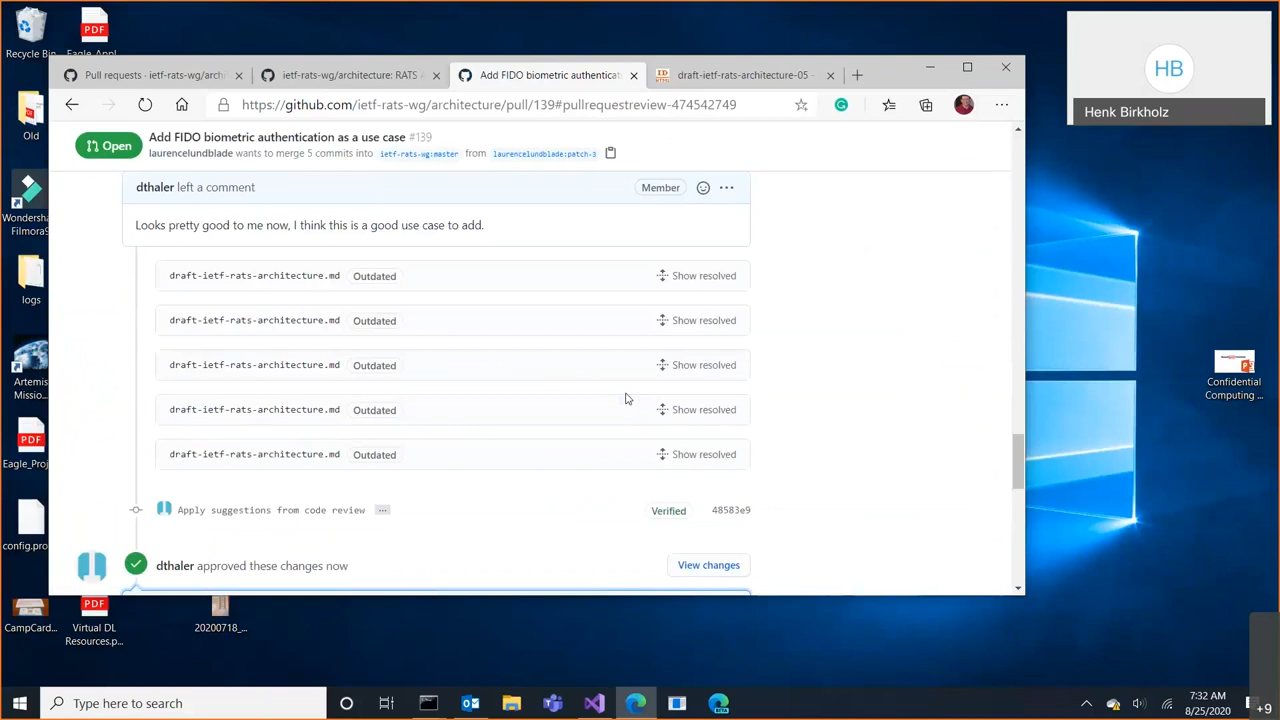 Recycle Bin
Eagle_Appl...
Old
Wondersha...
Filmora9
logs
Artemis
Missio...
Eagle_Proj...
config.pro...
CampCard...
Virtual DL
Resources.p...
20200718_...
PDF
PDF
PDF
Pull requests · ietf-rats-wg/arch
ietf-rats-wg/architecture: RATS A
Add FIDO biometric authenticat
draft-ietf-rats-architecture-05 -
https://github.com/ietf-rats-wg/architecture/pull/139#pullrequestreview-474542749
Open
Add FIDO biometric authentication as a use case #139
laurencelundblade wants to merge 5 commits into ietf-rats-wg:master from laurencelundblade:patch-3
dthaler left a comment
Member
Looks pretty good to me now, I think this is a good use case to add.
draft-ietf-rats-architecture.md Outdated Show resolved
draft-ietf-rats-architecture.md Outdated Show resolved
draft-ietf-rats-architecture.md Outdated Show resolved
draft-ietf-rats-architecture.md Outdated Show resolved
draft-ietf-rats-architecture.md Outdated Show resolved
Apply suggestions from code review ... Verified 48583e9
dthaler approved these changes now
View changes
HB
Henk Birkholz
Confidential
Computing ...
Type here to search
7:32 AM
8/25/2020
+9